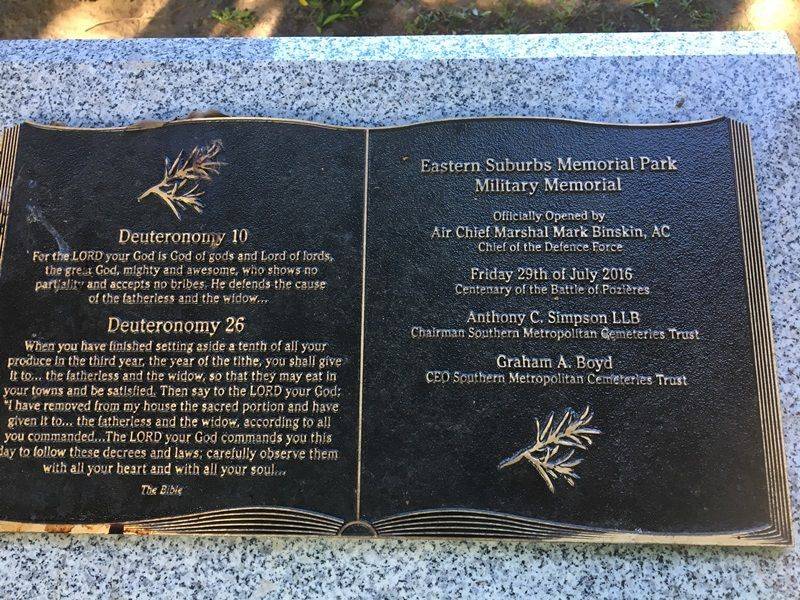 Deuteronomy 10
For the LORD your God is God of gods and Lord of lords,
the great God, mighty and awesome, who shows no
partiality and accepts no bribes. He defends the cause
of the fatherless and the widow...
Deuteronomy 26
When you have finished setting aside a tenth of all your
produce in the third year, the year of the tithe, you shall give
it to... the fatherless and the widow, so that they may eat in
your towns and be satisfied. Then say to the LORD your God:
"I have removed from my house the sacred portion and have
given it to... the fatherless and the widow, according to all
you commanded...The LORD your God commands you this
day to follow these decrees and laws; carefully observe them
with all your heart and with all your soul...
The Bible
Eastern Suburbs Memorial Park
Military Memorial
Officially Opened by
Air Chief Marshal Mark Binskin, AC
Chief of the Defence Force
Friday 29th of July 2016
Centenary of the Battle of Pozières
Anthony C. Simpson LLB
Chairman Southern Metropolitan Cemeteries Trust
Graham A. Boyd
CEO Southern Metropolitan Cemeteries Trust